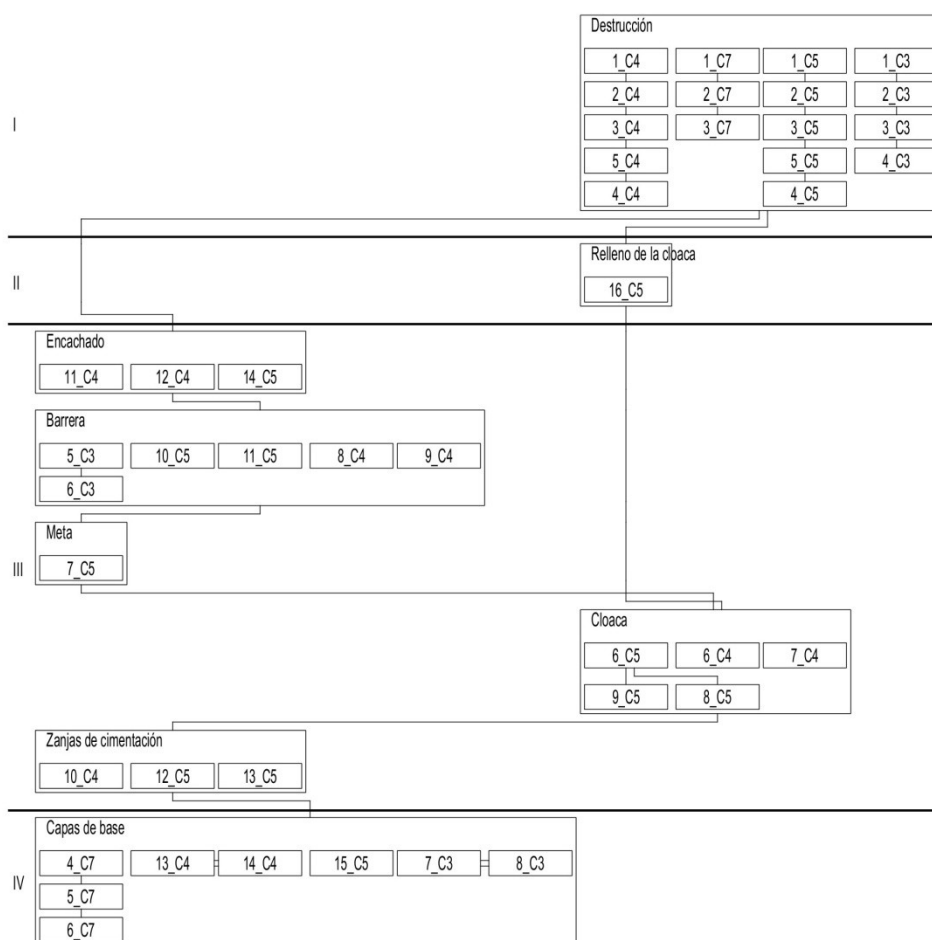 Destrucción
1_C4 1_C7 1_C5 1_C3
2_C4 2_C7 2_C5 2_C3
I
3_C4 3_C7 3_C5 3_C3
5_C4 5_C5 4_C3
4_C4 4_C5
Relleno de la cloaca
II
16_C5
Encachado
11_C4 12_C4 14_C5
Barrera
5_C3 10_C5 11_C5 8_C4 9_C4
6_C3
Meta
III
7_C5
Cloaca
6_C5 6_C4 7_C4
9_C5 8_C5
Zanjas de cimentación
10_C4 12_C5 13_C5
Capas de base
4_C7 13_C4 14_C4 15_C5 7_C3 8_C3
IV
5_C7
6_C7